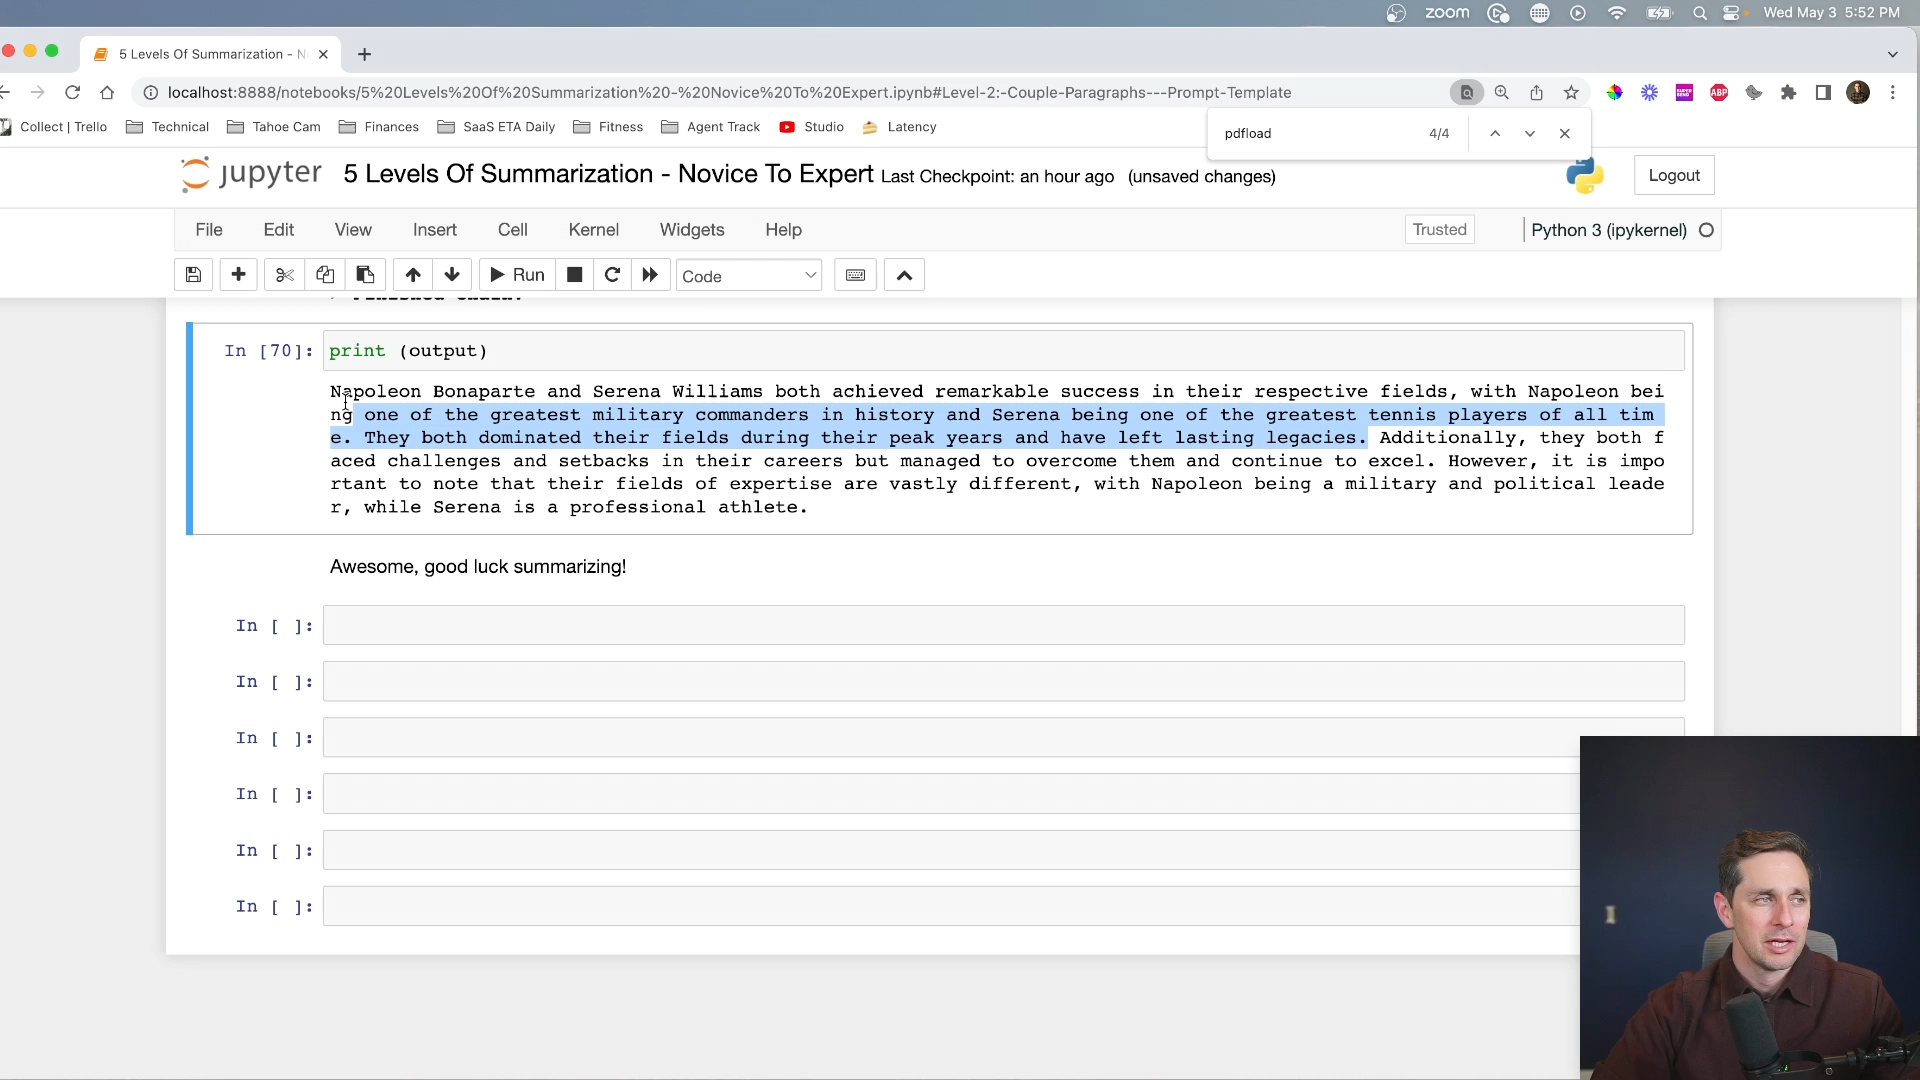 zoom
Wed May 3 5:52 PM
5 Levels Of Summarization - N
localhost:8888/notebooks/5%20Levels%20Of%20Summarization%20-%20Novice%20To%20Expert.ipynb#Level-2:-Couple-Paragraphs---Prompt-Template
ABP
Collect | Trello
Technical
Tahoe Cam
Finances
SaaS ETA Daily
Fitness
Agent Track
Studio
Latency
pdfload
4/4
jupyter
5 Levels Of Summarization - Novice To Expert Last Checkpoint: an hour ago (unsaved changes)
Logout
File
Edit
View
Insert
Cell
Kernel
Widgets
Help
Trusted
Python 3 (ipykernel)
Run
Code
> Finished chain.
In [70]: print (output)
Napoleon Bonaparte and Serena Williams both achieved remarkable success in their respective fields, with Napoleon bei
ng one of the greatest military commanders in history and Serena being one of the greatest tennis players of all tim
e. They both dominated their fields during their peak years and have left lasting legacies. Additionally, they both f
aced challenges and setbacks in their careers but managed to overcome them and continue to excel. However, it is impo
rtant to note that their fields of expertise are vastly different, with Napoleon being a military and political leade
r, while Serena is a professional athlete.
Awesome, good luck summarizing!
In [ ]:
In [ ]:
In [ ]:
In [ ]:
In [ ]:
In [ ]: